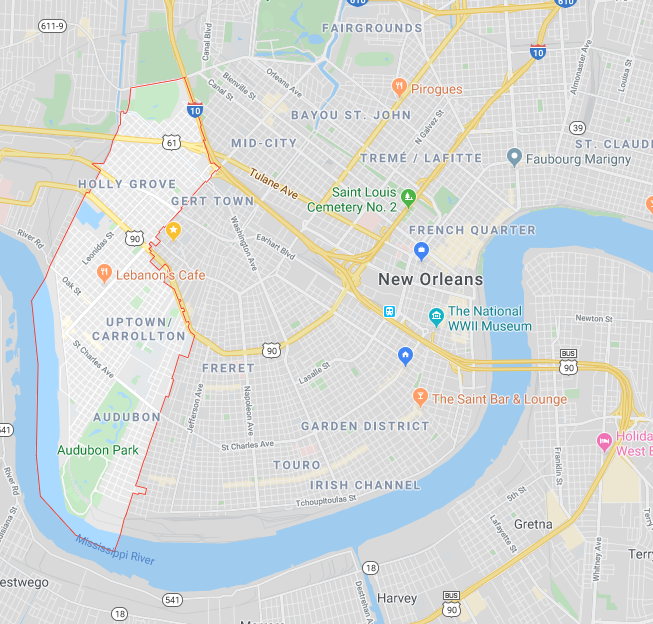 611-9
Canal Blvd
FAIRGROUNDS
610
610
10
Almonaster Ave
Louisa St
Orleans Ave
Bienville St
Canal St
Pirogues
10
BAYOU ST. JOHN
N Galvez St
39
61
MID-CITY
ST. CLAUD
TREMÉ / LAFITTE
Faubourg Marigny
HOLLY GROVE
Tulane Ave
Saint Louis
Cemetery No. 2
GERT TOWN
River Rd
Leonidas St
90
Washington Ave
Earhart Blvd
FRENCH QUARTER
Lebanon's Cafe
Oak St
New Orleans
The National
WWII Museum
Newton St
UPTOWN/
CARROLLTON
90
BUS
90
St Charles Ave
FRERET
Lasalle St
Jefferson Ave
Napoleon Ave
The Saint Bar & Lounge
AUDUBON
GARDEN DISTRICT
41
Holida
West B
Audubon Park
St Charles Ave
TOURO
Franklin St
River Rd
IRISH CHANNEL
Tchoupitoulas St
5th St
Lafayette St
Gretna
Terry
Whitney Ave
Mississippi River
18
Destrehan Av
estwego
541
Harvey
BUS
90
18